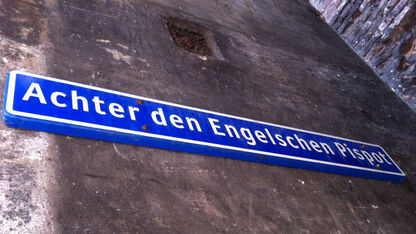 Achter den Engelschen Pispot